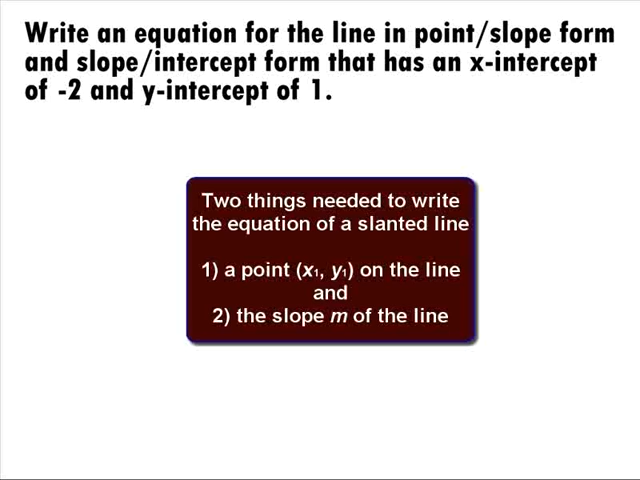 Write an equation for the line in point/slope form
and slope/intercept form that has an x-intercept
of -2 and y-intercept of 1.
Two things needed to write
the equation of a slanted line
1) a point (x₁, y₁) on the line
and
2) the slope m of the line